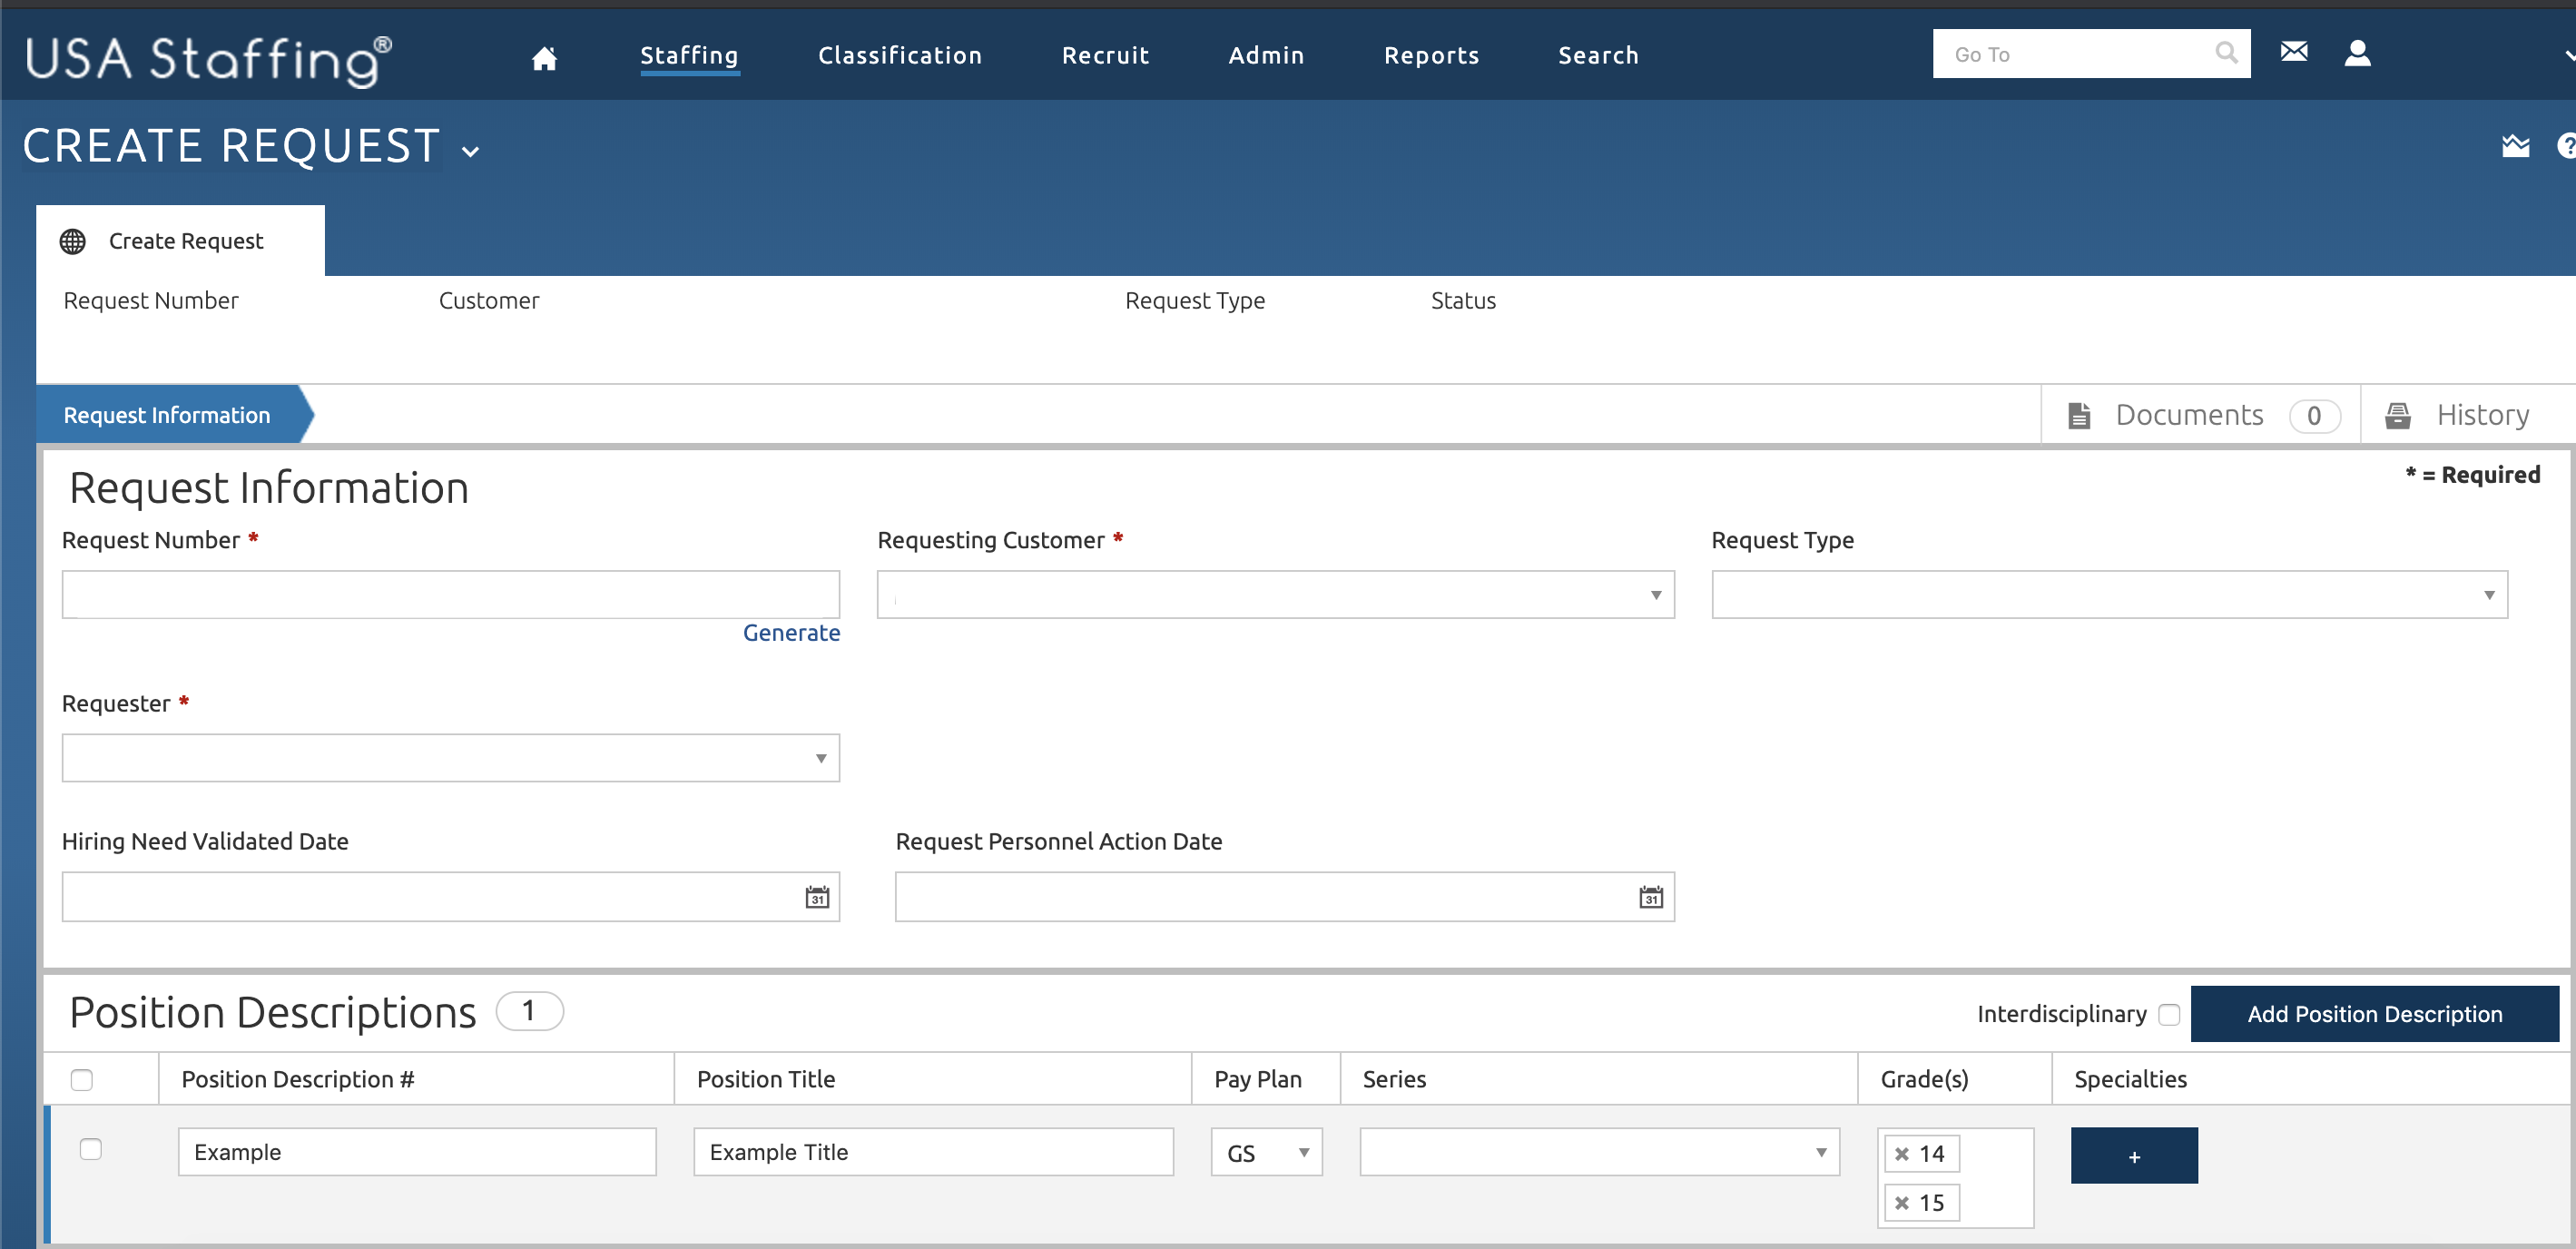 USA Staffing®
Staffing
Classification
Recruit
Admin
Reports
Search
Go To
CREATE REQUEST
?
Create Request
Request Number
Customer
Request Type
Status
Request Information
Documents 0
History
Request Information
* = Required
Request Number *
Requesting Customer *
Request Type
Generate
Requester *
Hiring Need Validated Date
Request Personnel Action Date
31
31
Position Descriptions 1
Interdisciplinary
Add Position Description
Position Description #
Position Title
Pay Plan
Series
Grade(s)
Specialties
Example
Example Title
GS
14
+
15